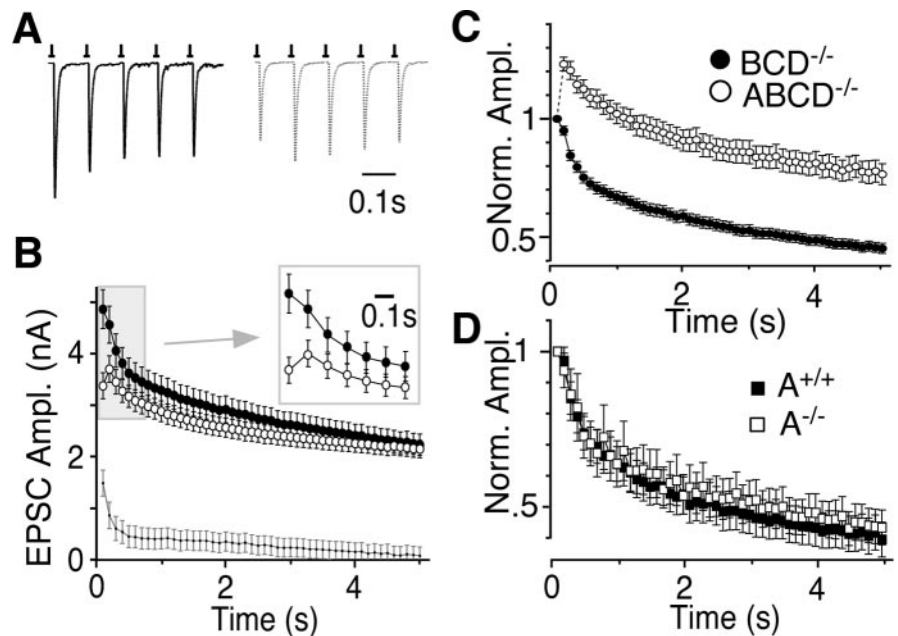 A
0.1s
B
EPSC Ampl. (nA)
4
2
0
0
2
4
Time (s)
0.1s
C
Norm. Ampl.
1
0.5
0
2
4
Time (s)
BCD-/-
ABCD-/-
D
Norm. Ampl.
1
.5
0
2
4
Time (s)
A+/+
A-/-